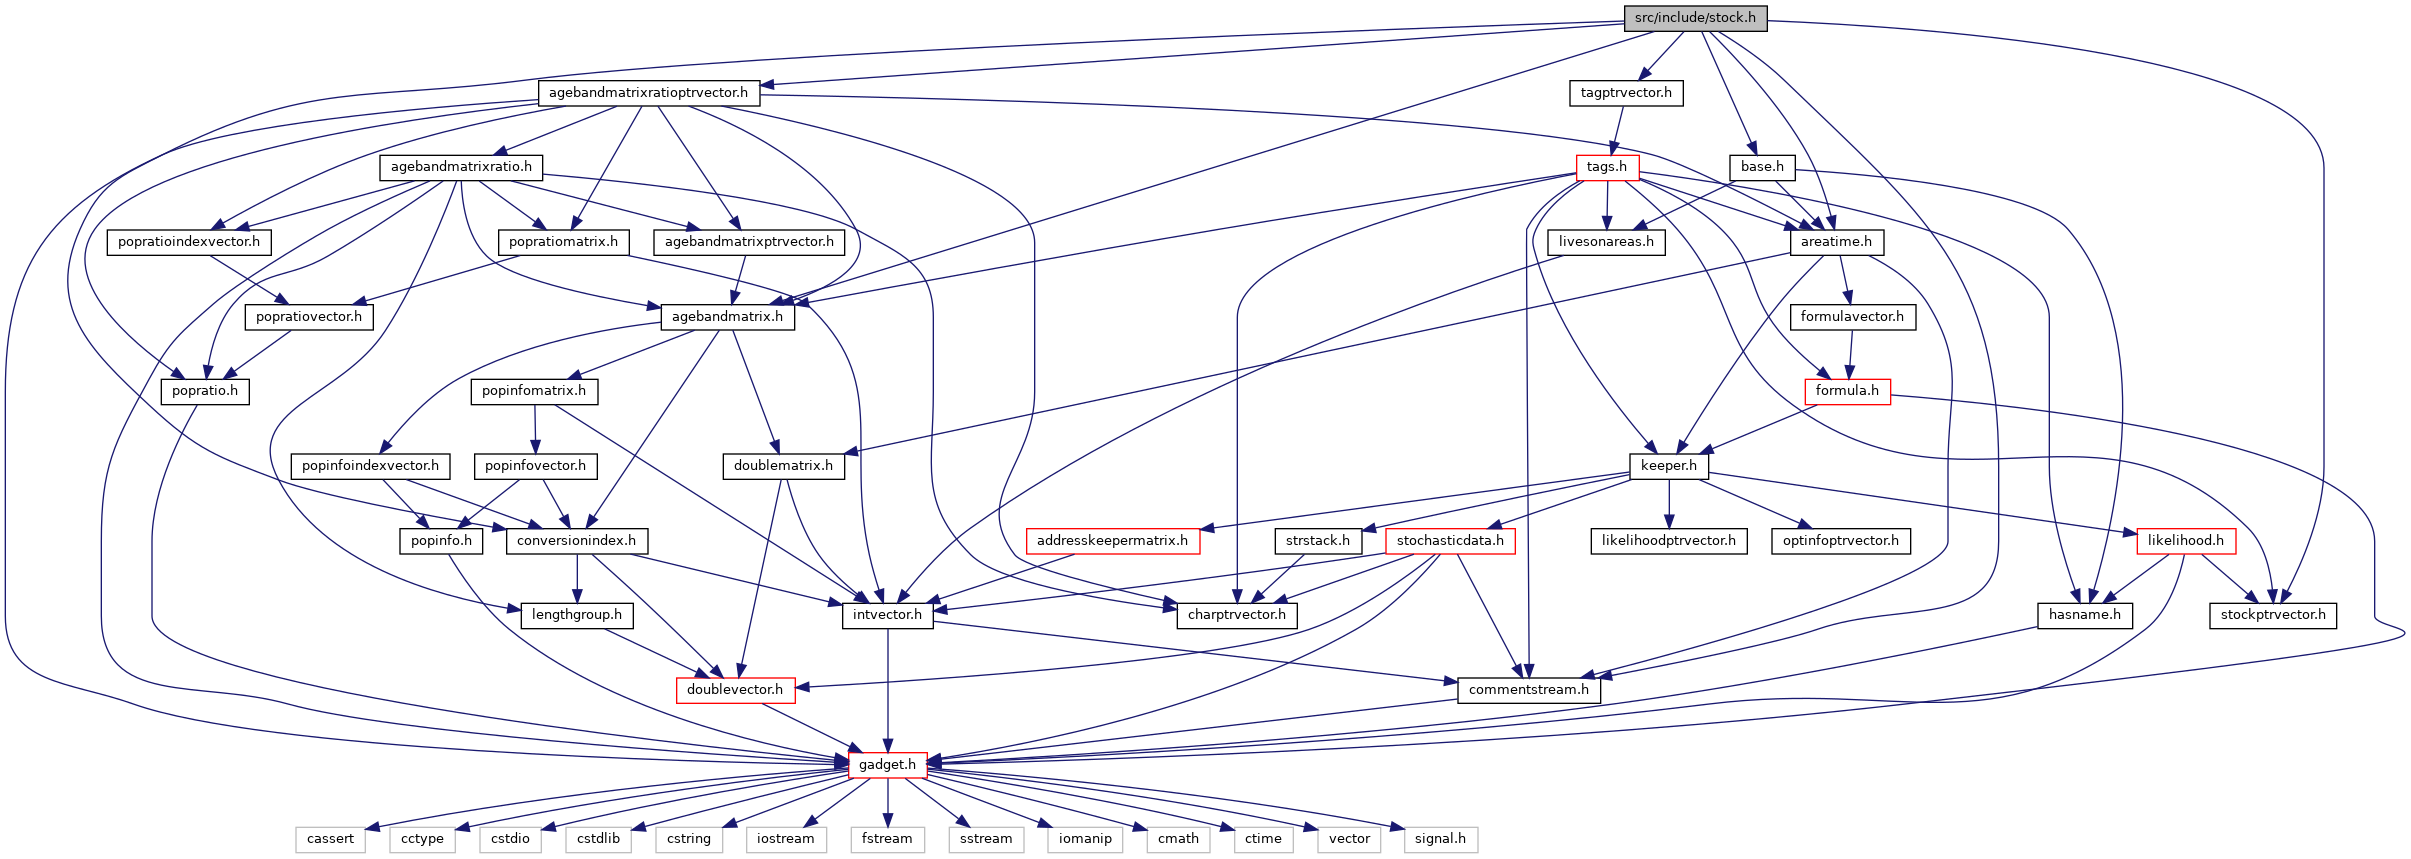 src/include/stock.h
agebandmatrixratioptrvector.h
tagptrvector.h
agebandmatrixratio.h
tags.h
base.h
popratioindexvector.h
popratiomatrix.h
agebandmatrixptrvector.h
livesonareas.h
areatime.h
popratiovector.h
agebandmatrix.h
formulavector.h
popratio.h
popinfomatrix.h
formula.h
popinfoindexvector.h
popinfovector.h
doublematrix.h
keeper.h
popinfo.h
conversionindex.h
addresskeepermatrix.h
strstack.h
stochasticdata.h
likelihoodptrvector.h
optinfoptrvector.h
likelihood.h
lengthgroup.h
intvector.h
charptrvector.h
hasname.h
stockptrvector.h
doublevector.h
commentstream.h
gadget.h
cassert
cctype
cstdio
cstdlib
cstring
iostream
fstream
sstream
iomanip
cmath
ctime
vector
signal.h